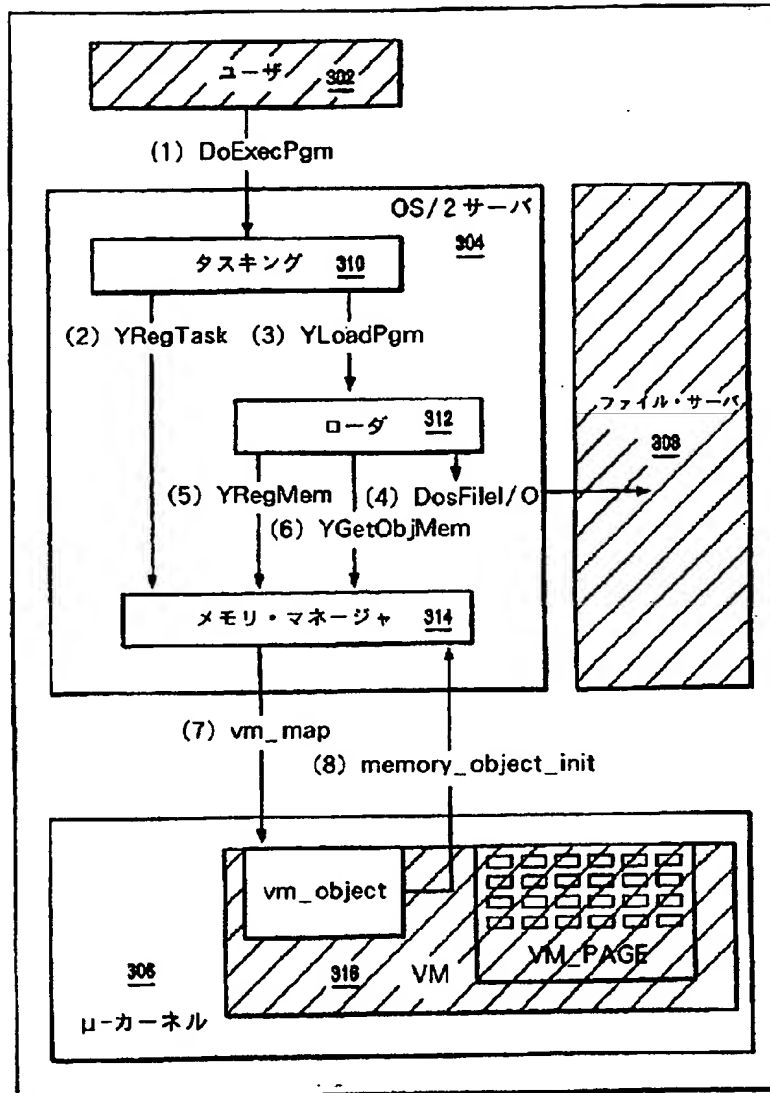 ユーザ 302
(1) DoExecPgm
OS/2 サーバ
304
タスキング 310
(2) YRegTask
(3) YLoadPgm
ローダ 312
ファイル・サーバ
308
(5) YRegMem
(4) DosFileI/O
(6) YGetObjMem
メモリ・マネージャ 314
(7) vm_map
(8) memory_object_init
vm_object
VM_PAGE
306
316
VM
μ-カーネル